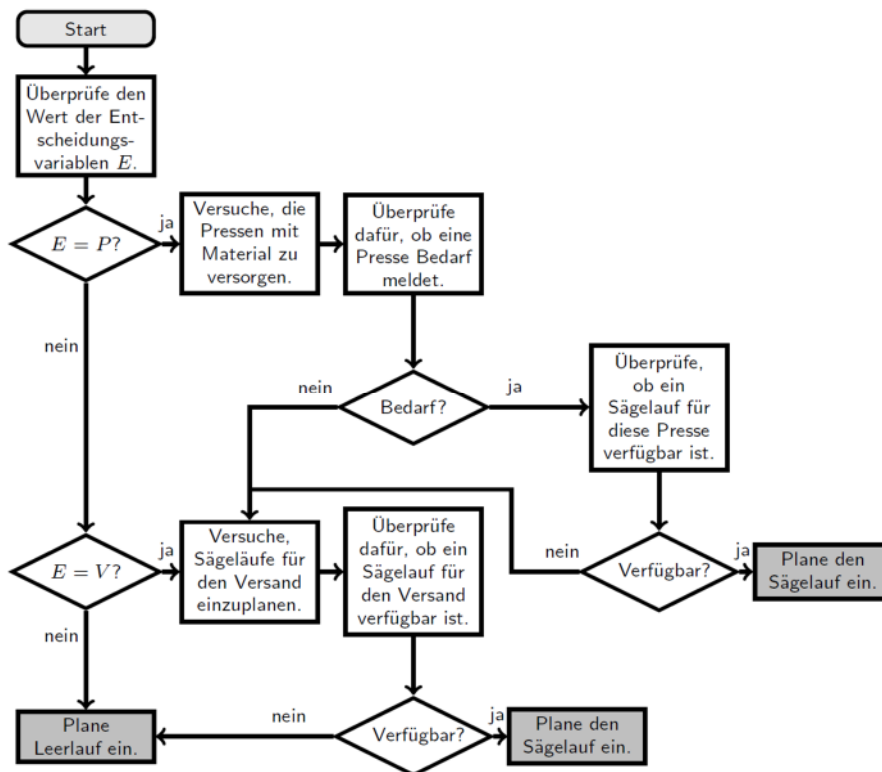 Start
Überprüfe den
Wert der Ent-
scheidungs-
variablen E.
E = P?
ja
Versuche, die
Pressen mit
Material zu
versorgen.
Überprüfe
dafür, ob eine
Presse Bedarf
meldet.
nein
nein
Bedarf?
ja
Überprüfe,
ob ein
Sägelauf für
diese Presse
verfügbar ist.
E = V?
ja
Versuche,
Sägeläufe für
den Versand
einzuplanen.
Überprüfe
dafür, ob ein
Sägelauf für
den Versand
verfügbar ist.
nein
Verfügbar?
ja
Plane den
Sägelauf ein.
nein
Plane
Leerlauf ein.
nein
Verfügbar?
ja
Plane den
Sägelauf ein.